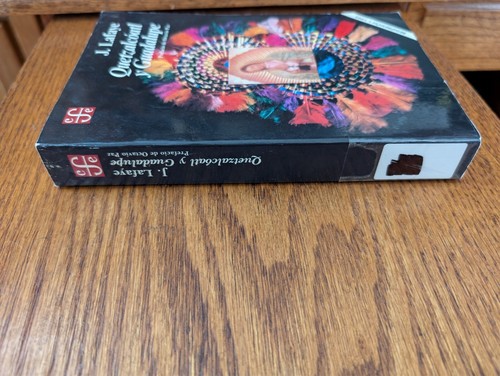 J. Lafaye
Quetzalcóatl
y Guadalupe
J. Lafaye
Quetzalcóatl y Guadalupe
Prefacio de Octavio Paz